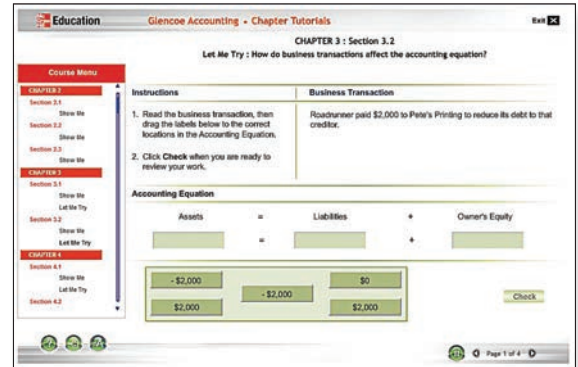 Education
Glencoe Accounting - Chapter Tutorials
Exit X
CHAPTER 3 : Section 3.2
Let Me Try : How do business transactions affect the accounting equation?
Course Menu
CHAPTER 2
Section 2.1
Show Me
Section 2.2
Show Me
Section 2.3
Show Me
CHAPTER 3
Section 3.1
Show Me
Let Me Try
Section 3.2
Show Me
Let Me Try
CHAPTER 4
Section 4.1
Show Me
Let Me Try
Section 4.2
Instructions
1. Read the business transaction, then
drag the labels below to the correct
locations in the Accounting Equation.
2. Click Check when you are ready to
review your work.
Business Transaction
Roadrunner paid $2,000 to Pete's Printing to reduce its debt to that
creditor.
Accounting Equation
Assets = Liabilities + Owner's Equity
= +
- $2,000 $0
- $2,000
$2,000 $2,000
Check
Page 1 of 4